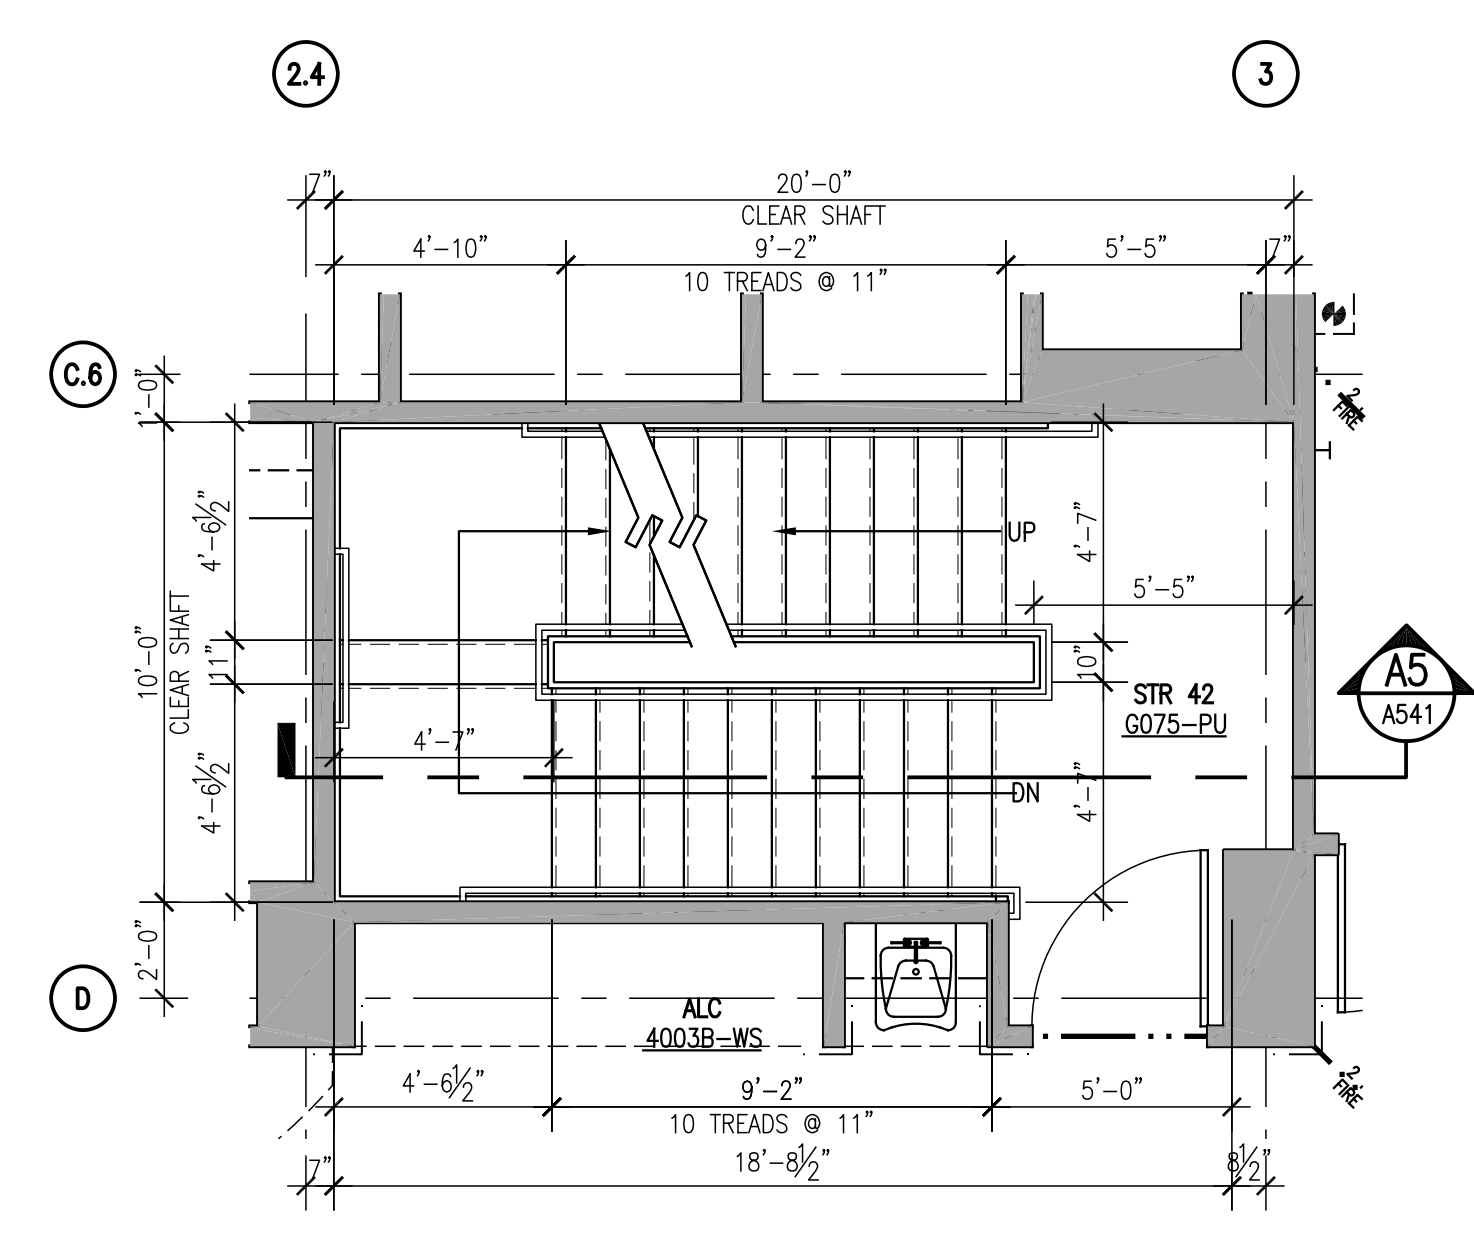 2.4
3
7”
20'-0”
CLEAR SHAFT
4'-10”
9'-2”
5'-5”
7”
10 TREADS @ 11”
C.6
1'-0”
2
FIRE
4'-6½”
4'-7”
UP
5'-5”
10'-0”
CLEAR SHAFT
11”
10”
STR 42
G075-PU
A5
A541
4'-7”
4'-6½”
4'-7”
DN
2'-0”
D
ALC
4003B-WS
4'-6½”
9'-2”
5'-0”
2
FIRE
10 TREADS @ 11”
7”
18'-8½”
8½”